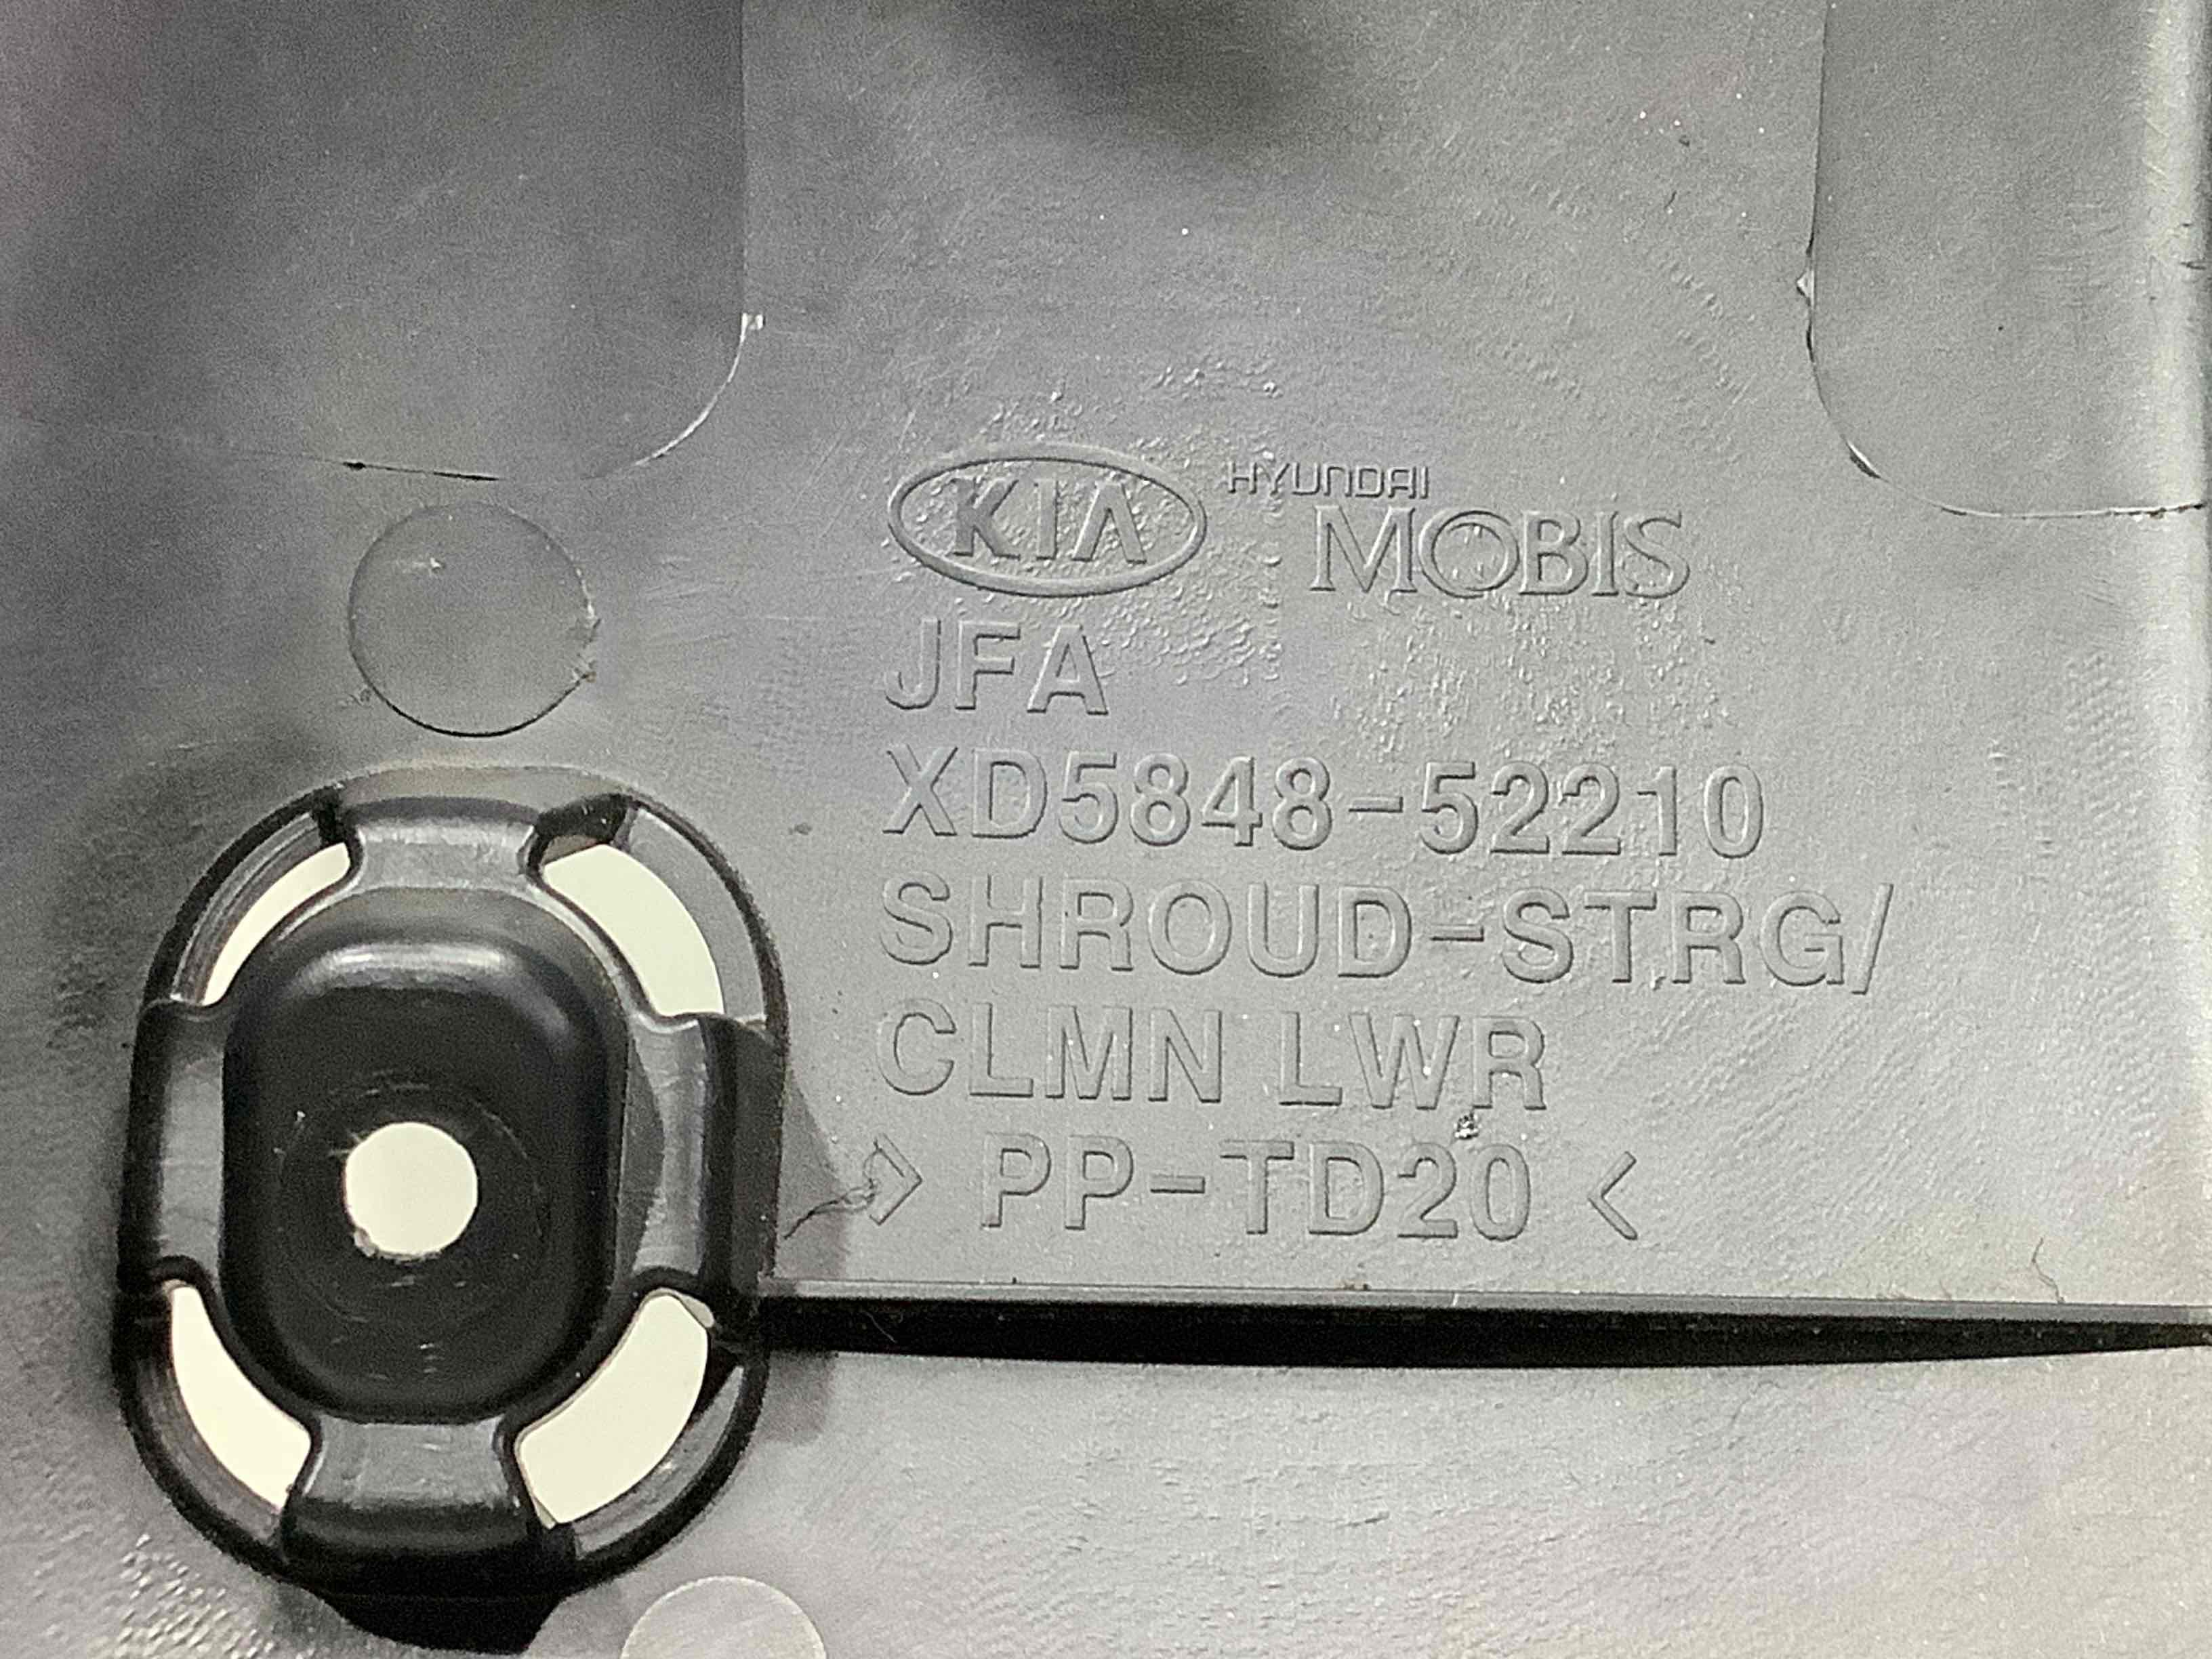 KIA HYUNDAI MOBIS
JFA
XD5848-52210
SHROUD-STRG/
CLMN LWR
> PP-TD20 <